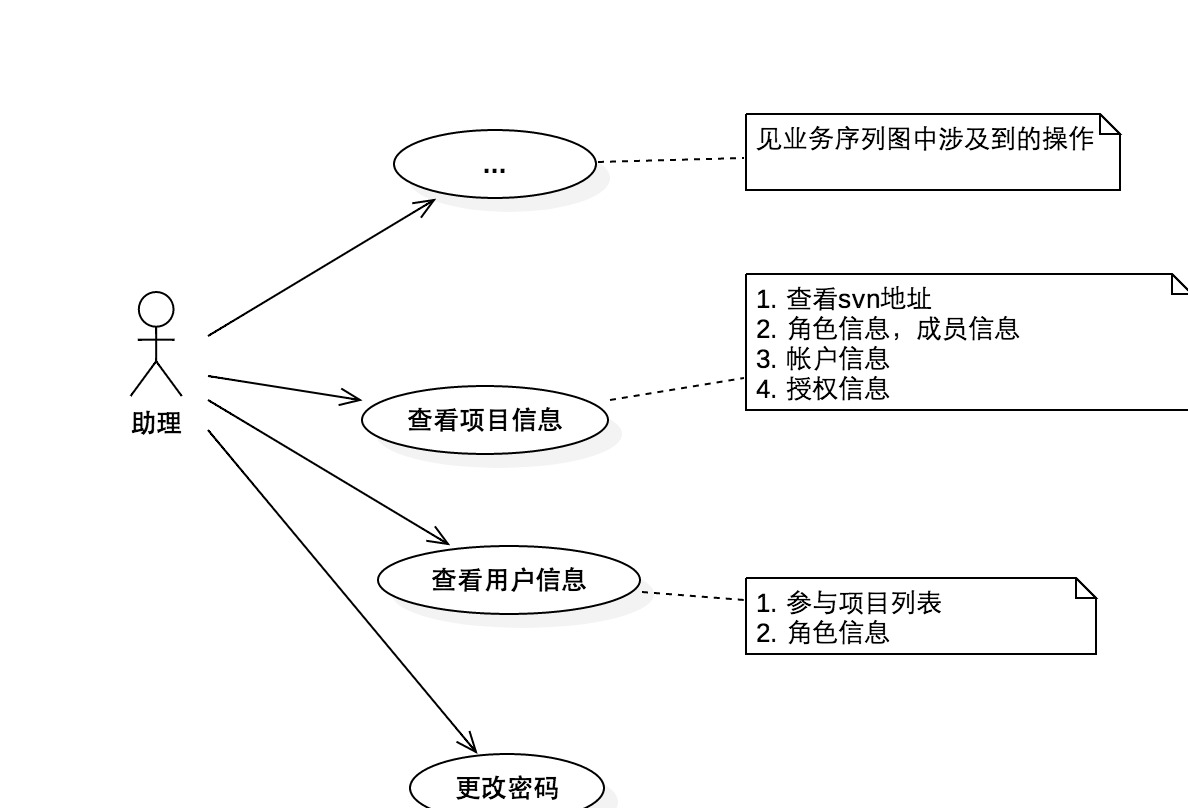 ...
见业务序列图中涉及到的操作
助理
查看项目信息
1. 查看svn地址
2. 角色信息，成员信息
3. 帐户信息
4. 授权信息
查看用户信息
1. 参与项目列表
2. 角色信息
更改密码